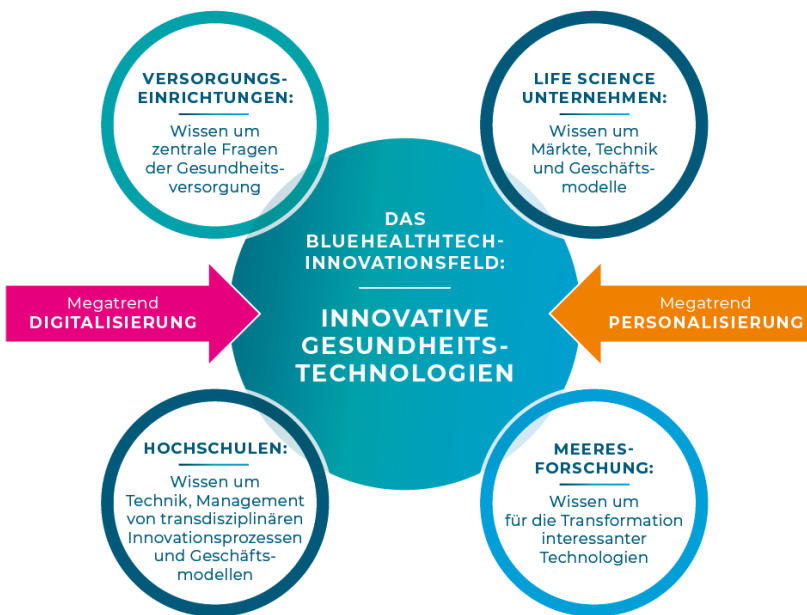 VERSORGUNGS-
EINRICHTUNGEN:
Wissen um
zentrale Fragen
der Gesundheits-
versorgung
LIFE SCIENCE
UNTERNEHMEN:
Wissen um
Märkte, Technik
und Geschäfts-
modelle
DAS
BLUEHEALTHTECH-
INNOVATIONSFELD:
INNOVATIVE
GESUNDHEITS-
TECHNOLOGIEN
Megatrend
DIGITALISIERUNG
Megatrend
PERSONALISIERUNG
HOCHSCHULEN:
Wissen um
Technik, Management
von transdisziplinären
Innovationsprozessen
und Geschäfts-
modellen
MEERES-
FORSCHUNG:
Wissen um
für die Transformation
interessanter
Technologien